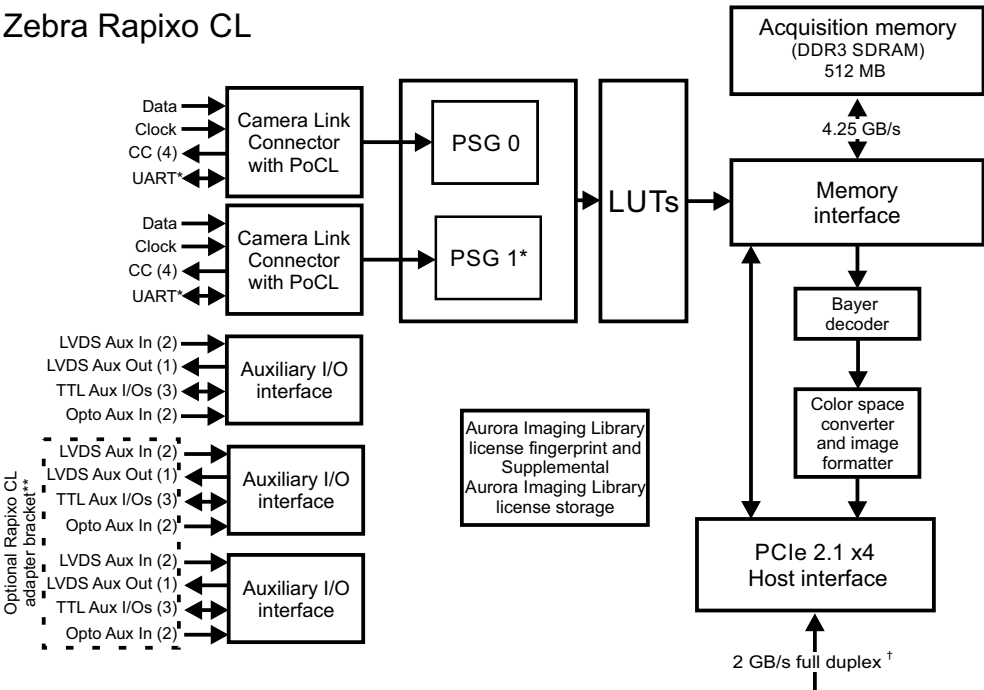 Zebra Rapixo CL
Acquisition memory
(DDR3 SDRAM)
512 MB
4.25 GB/s
Data
Clock
CC (4)
UART*
Camera Link
Connector
with PoCL
PSG 0
LUTs
Memory
interface
Data
Clock
CC (4)
UART*
Camera Link
Connector
with PoCL
PSG 1*
Bayer
decoder
LVDS Aux In (2)
LVDS Aux Out (1)
TTL Aux I/Os (3)
Opto Aux In (2)
Auxiliary I/O
interface
Color space
converter
and image
formatter
Aurora Imaging Library
license fingerprint and
Supplemental
Aurora Imaging Library
license storage
Optional Rapixo CL
adapter bracket**
LVDS Aux In (2)
LVDS Aux Out (1)
TTL Aux I/Os (3)
Opto Aux In (2)
Auxiliary I/O
interface
LVDS Aux In (2)
LVDS Aux Out (1)
TTL Aux I/Os (3)
Opto Aux In (2)
Auxiliary I/O
interface
PCIe 2.1 x4
Host interface
2 GB/s full duplex †